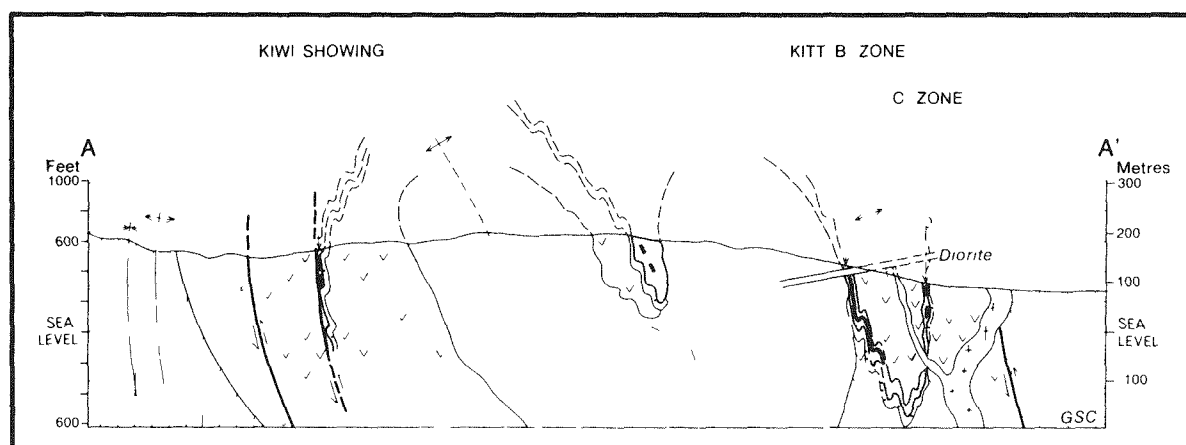 KIWI SHOWING
KITT B ZONE
C ZONE
A
A'
Feet
Metres
1000
300
600
200
Diorite
100
SEA
LEVEL
SEA
LEVEL
100
600
GSC